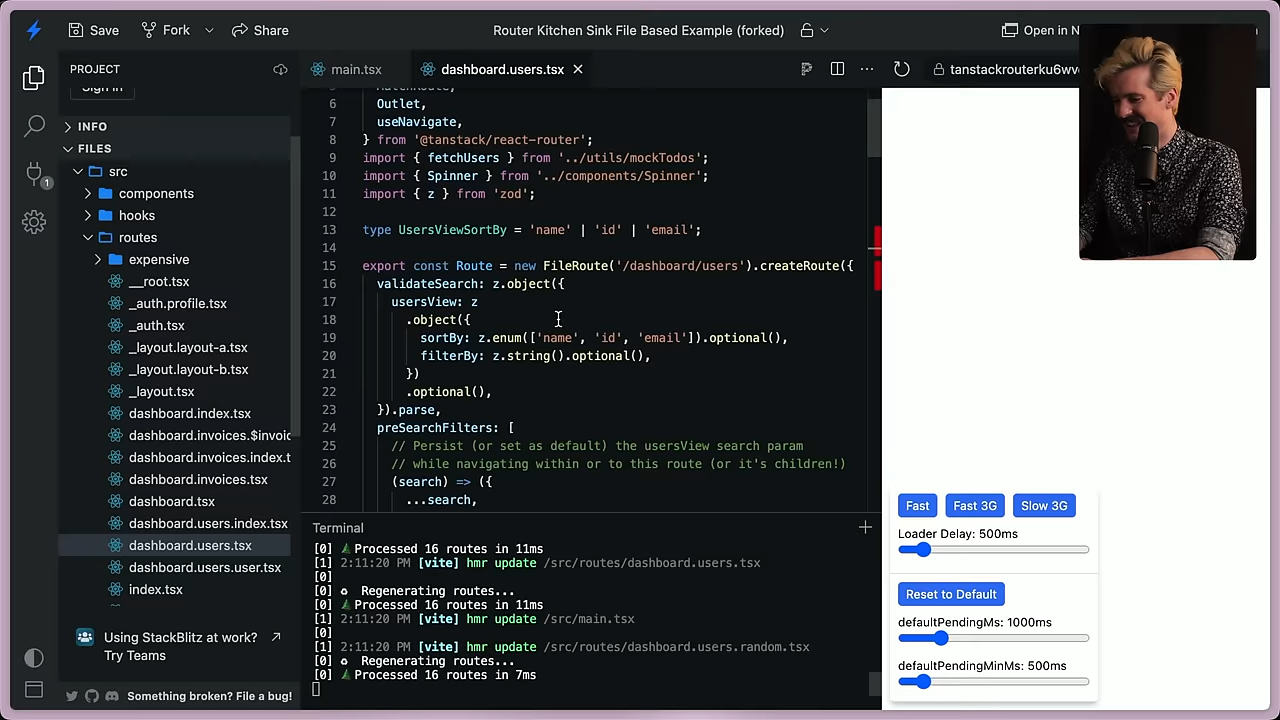 Save
Fork
Share
Router Kitchen Sink File Based Example (forked)
Open in N
PROJECT
main.tsx
dashboard.users.tsx
tanstackrouterku6wv
Sign in
INFO
FILES
src
components
hooks
routes
expensive
__root.tsx
_auth.profile.tsx
_auth.tsx
_layout.layout-a.tsx
_layout.layout-b.tsx
_layout.tsx
dashboard.index.tsx
dashboard.invoices.$invoic
dashboard.invoices.index.t
dashboard.invoices.tsx
dashboard.tsx
dashboard.users.index.tsx
dashboard.users.tsx
dashboard.users.user.tsx
index.tsx
1
Using StackBlitz at work?
Try Teams
Something broken? File a bug!
5 MatchRoute,
6 Outlet,
7 useNavigate,
8 } from '@tanstack/react-router';
9 import { fetchUsers } from '../utils/mockTodos';
10 import { Spinner } from '../components/Spinner';
11 import { z } from 'zod';
12
13 type UsersViewSortBy = 'name' | 'id' | 'email';
14
15 export const Route = new FileRoute('/dashboard/users').createRoute({
16 validateSearch: z.object({
17 usersView: z
18 .object({
19 sortBy: z.enum(['name', 'id', 'email']).optional(),
20 filterBy: z.string().optional(),
21 })
22 .optional(),
23 }).parse,
24 preSearchFilters: [
25 // Persist (or set as default) the usersView search param
26 // while navigating within or to this route (or it's children!)
27 (search) => ({
28 ...search,
Terminal
[0] Processed 16 routes in 11ms
[1] 2:11:20 PM [vite] hmr update /src/routes/dashboard.users.tsx
[0]
[0] Regenerating routes...
[0] Processed 16 routes in 11ms
[1] 2:11:20 PM [vite] hmr update /src/main.tsx
[0]
[1] 2:11:20 PM [vite] hmr update /src/routes/dashboard.users.random.tsx
[0] Regenerating routes...
[0] Processed 16 routes in 7ms
Fast
Fast 3G
Slow 3G
Loader Delay: 500ms
Reset to Default
defaultPendingMs: 1000ms
defaultPendingMinMs: 500ms